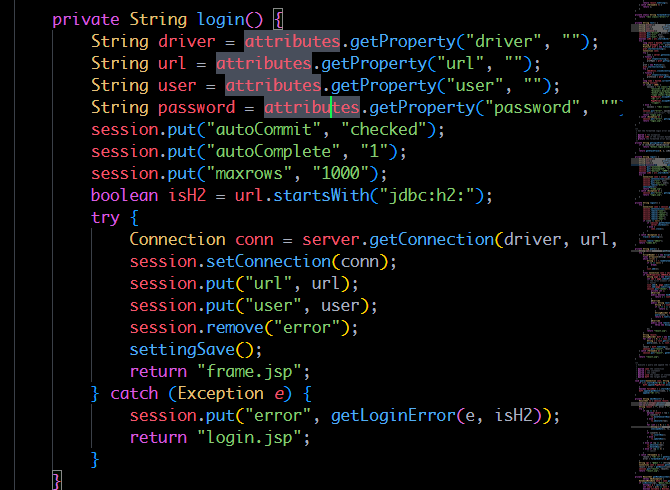 private String login() {
String driver = attributes.getProperty("driver", "");
String url = attributes.getProperty("url", "");
String user = attributes.getProperty("user", "");
String password = attributes.getProperty("password", ""
session.put("autoCommit", "checked");
session.put("autoComplete", "1");
session.put("maxrows", "1000");
boolean isH2 = url.startsWith("jdbc:h2:");
try {
Connection conn = server.getConnection(driver, url,
session.setConnection(conn);
session.put("url", url);
session.put("user", user);
session.remove("error");
settingSave();
return "frame.jsp";
} catch (Exception e) {
session.put("error", getLoginError(e, isH2));
return "login.jsp";
}
}